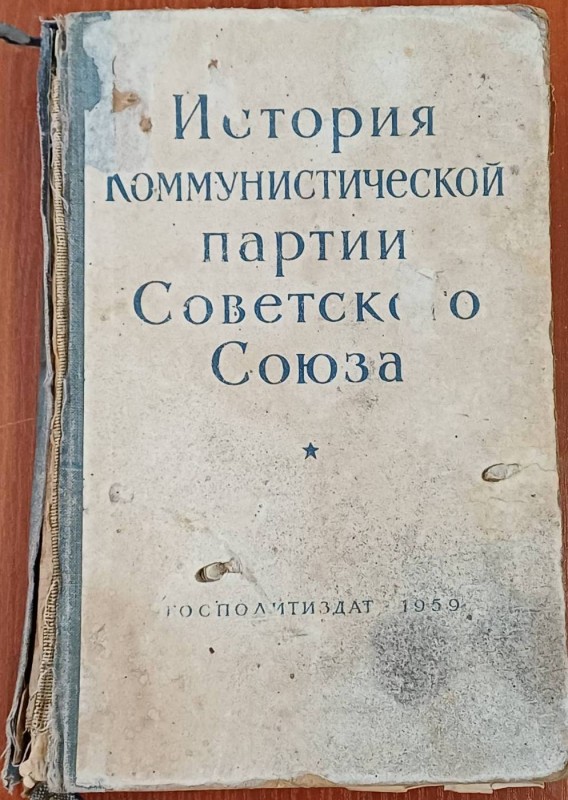 История
Коммунистической
партии
Советского
Союза
Госполитиздат 1959